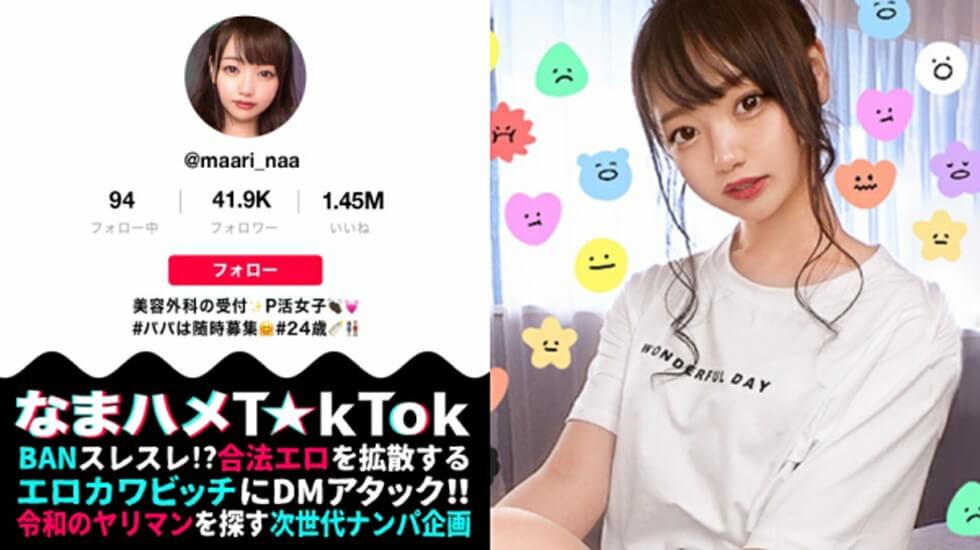 @maari_naa
94 41.9K 1.45M
フォロー中 フォロワー いいね
フォロー
美容外科の受付✨P活女子💓
#パパは随時募集🤗#24歳🍼👫
WONDERFUL DAY
なまハメT★kTok
BANスレスレ!?合法エロを拡散する
エロカワビッチにDMアタック!!
令和のヤリマンを探す次世代ナンパ企画